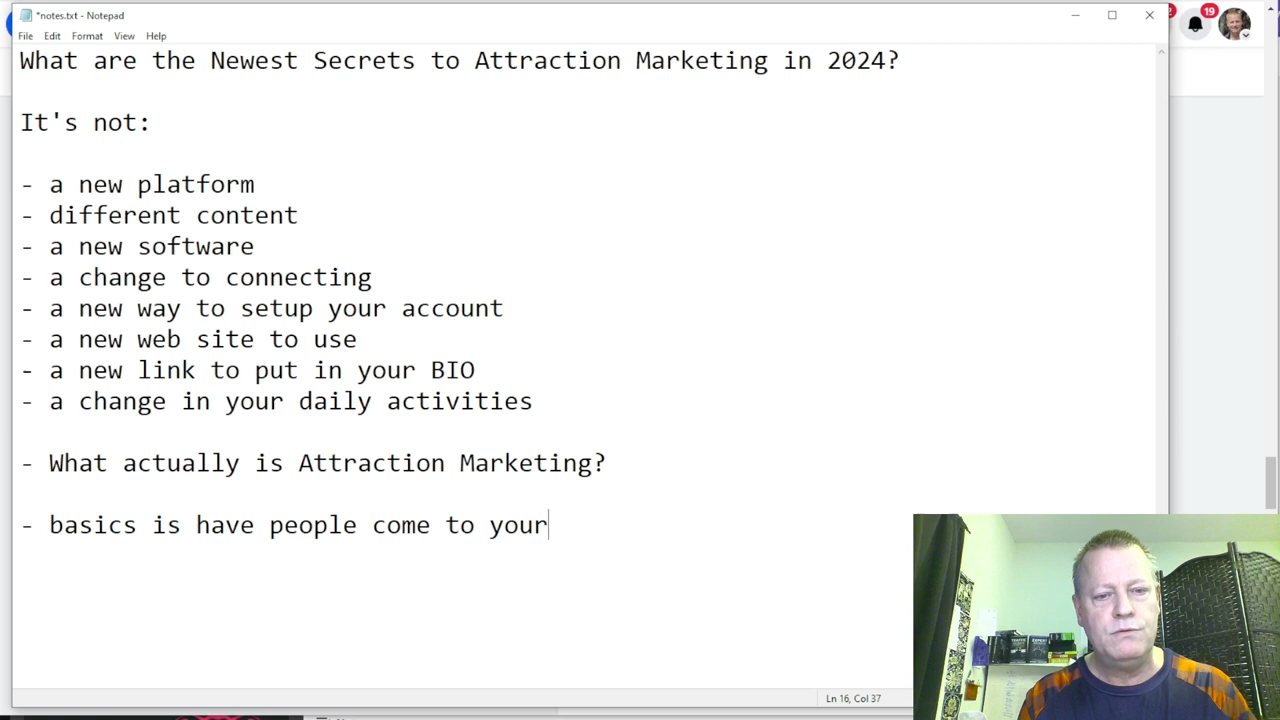 *notes.txt - Notepad
19
File Edit Format View Help
What are the Newest Secrets to Attraction Marketing in 2024?
It's not:
- a new platform
- different content
- a new software
- a change to connecting
- a new way to setup your account
- a new web site to use
- a new link to put in your BIO
- a change in your daily activities
- What actually is Attraction Marketing?
- basics is have people come to your
Ln 16, Col 37